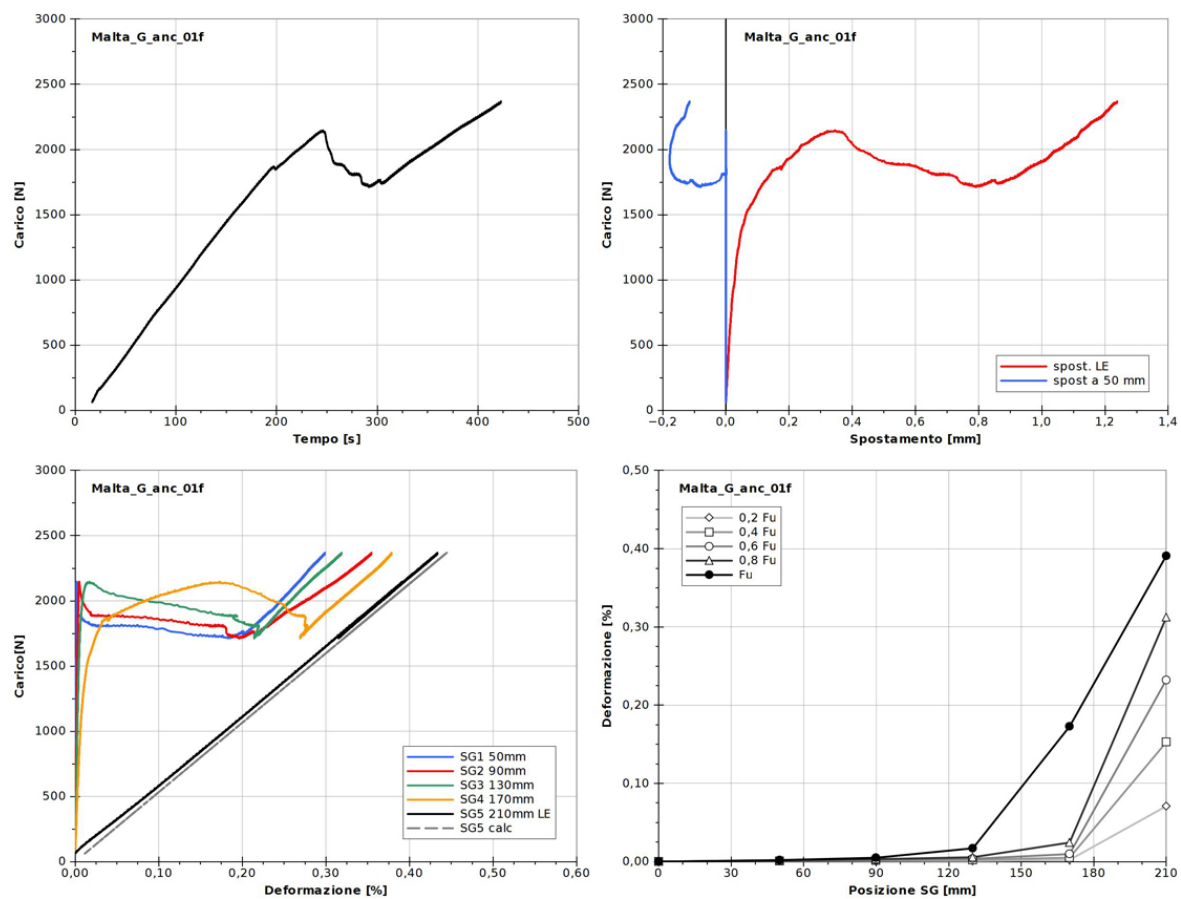 Malta_G_anc_01f
Carico [N]
3000
2500
2000
1500
1000
500
0
0 100 200 300 400 500
Tempo [s]
Malta_G_anc_01f
Carico [N]
3000
2500
2000
1500
1000
500
0
spost. LE
spost a 50 mm
−0,2 0,0 0,2 0,4 0,6 0,8 1,0 1,2 1,4
Spostamento [mm]
Malta_G_anc_01f
Carico[N]
3000
2500
2000
1500
1000
500
0
SG1 50mm
SG2 90mm
SG3 130mm
SG4 170mm
SG5 210mm LE
SG5 calc
0,00 0,10 0,20 0,30 0,40 0,50 0,60
Deformazione [%]
Malta_G_anc_01f
Deformazione [%]
0,50
0,40
0,30
0,20
0,10
0,00
0,2 Fu
0,4 Fu
0,6 Fu
0,8 Fu
Fu
0 30 60 90 120 150 180 210
Posizione SG [mm]